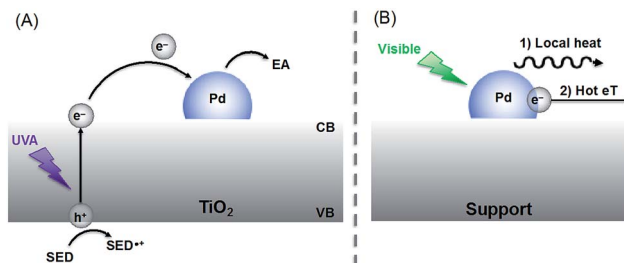 (A)
e⁻
EA
Pd
e⁻
CB
UVA
h⁺
TiO₂
VB
SED
SED•⁺
(B)
Visible
1) Local heat
Pd
e⁻
2) Hot eT
Support